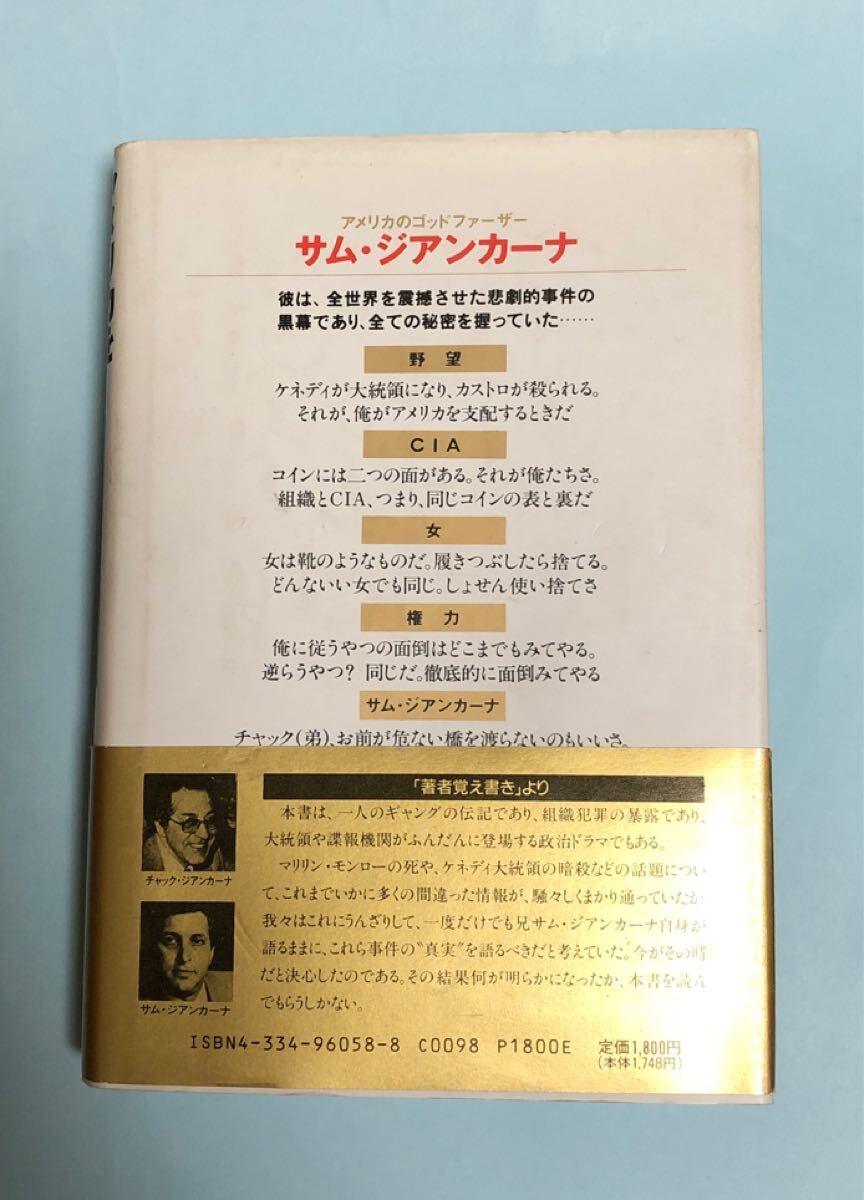 アメリカのゴッドファーザー
サム・ジアンカーナ
彼は、全世界を震撼させた悲劇的事件の
黒幕であり、全ての秘密を握っていた……
野望
ケネディが大統領になり、カストロが殺られる。
それが、俺がアメリカを支配するときだ
CIA
コインには二つの面がある。それが俺たちさ。
組織とCIA、つまり、同じコインの表と裏だ
女
女は靴のようなものだ。履きつぶしたら捨てる。
どんないい女でも同じ。しょせん使い捨てさ
権力
俺に従うやつの面倒はどこまでもみてやる。
逆らうやつ? 同じだ。徹底的に面倒みてやる
サム・ジアンカーナ
チャック(弟)、お前が危ない橋を渡らないのもいいさ。
「著者覚え書き」より
本書は、一人のギャングの伝記であり、組織犯罪の暴露であり、
大統領や諜報機関がふんだんに登場する政治ドラマでもある。
マリリン・モンローの死や、ケネディ大統領の暗殺などの話題につい
て、これまでいかに多くの間違った情報が、騒々しくまかり通っていたか
我々はこれにうんざりして、一度だけでも兄サム・ジアンカーナ自身が
語るままに、これら事件の"真実"を語るべきだと考えていた。今がその時
だと決心したのである。その結果何が明らかになったか、本書を読ん
でもらうしかない。
チャック・ジアンカーナ
サム・ジアンカーナ
ISBN4-334-96058-8 C0098 P1800E
定価1,800円
(本体1,748円)